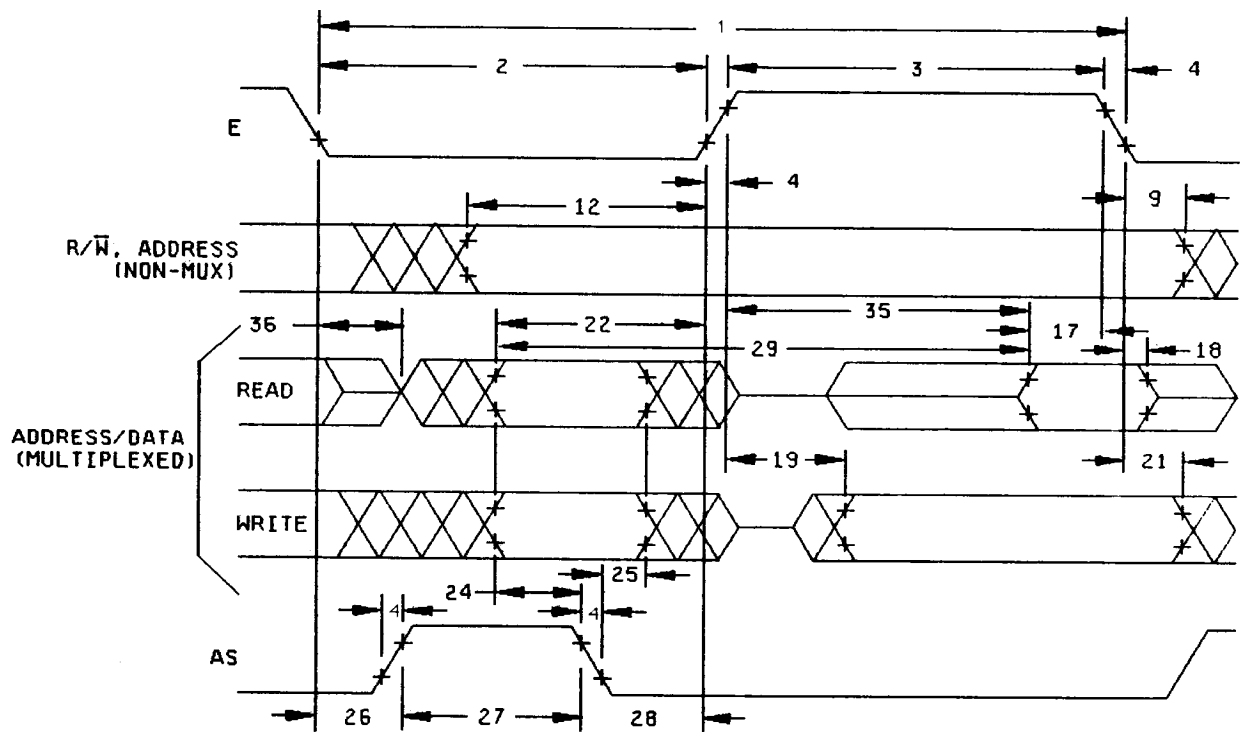 1
2 3 4
E
4
12 9
R/W̅, ADDRESS
(NON-MUX)
36 22 35
29 17 18
READ
ADDRESS/DATA
(MULTIPLEXED)
19 21
WRITE
25
24
4 4
AS
26 27 28